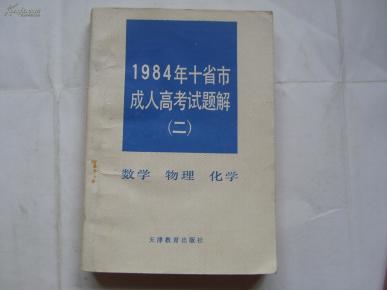 1984年十省市
成人高考试题解
(二)
数学 物理 化学
天津教育出版社